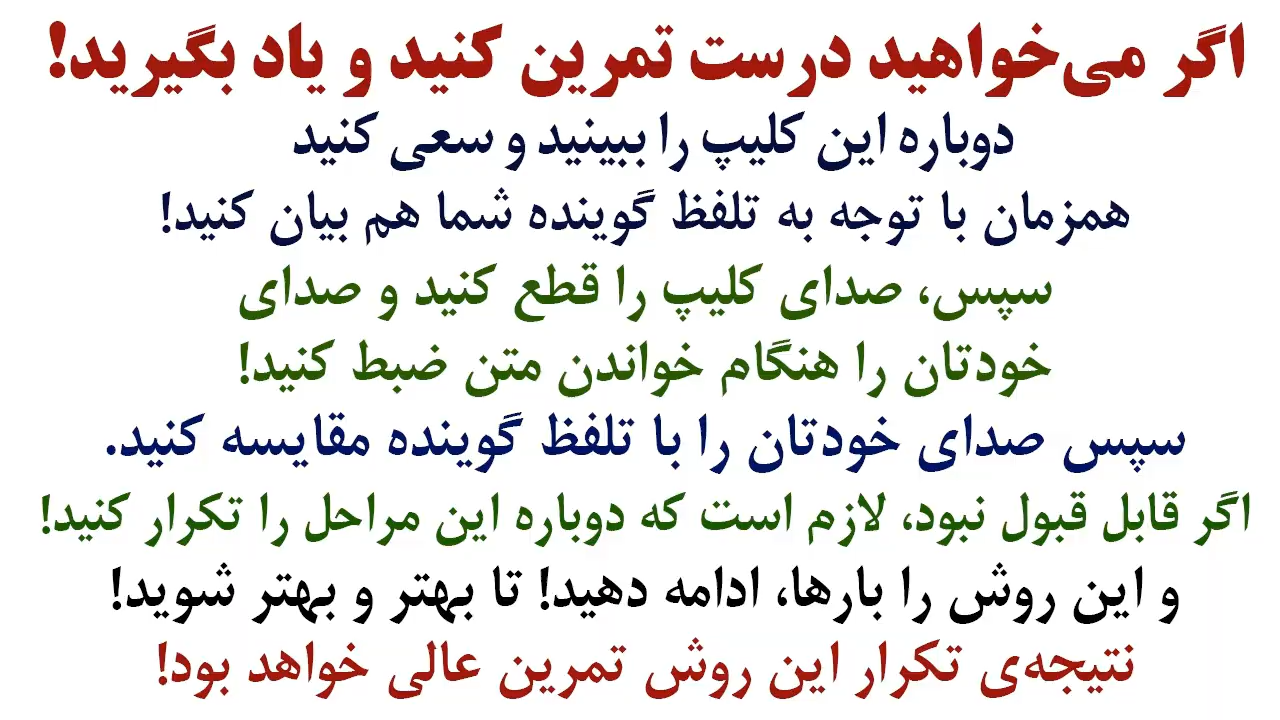 اگر می‌خواهید درست تمرین کنید و یاد بگیرید!
دوباره این کلیپ را ببینید و سعی کنید
همزمان با توجه به تلفظ گوینده شما هم بیان کنید!
سپس، صدای کلیپ را قطع کنید و صدای
خودتان را هنگام خواندن متن ضبط کنید!
سپس صدای خودتان را با تلفظ گوینده مقایسه کنید.
اگر قابل قبول نبود، لازم است که دوباره این مراحل را تکرار کنید!
و این روش را بارها، ادامه دهید! تا بهتر و بهتر شوید!
نتیجه‌ی تکرار این روش تمرین عالی خواهد بود!